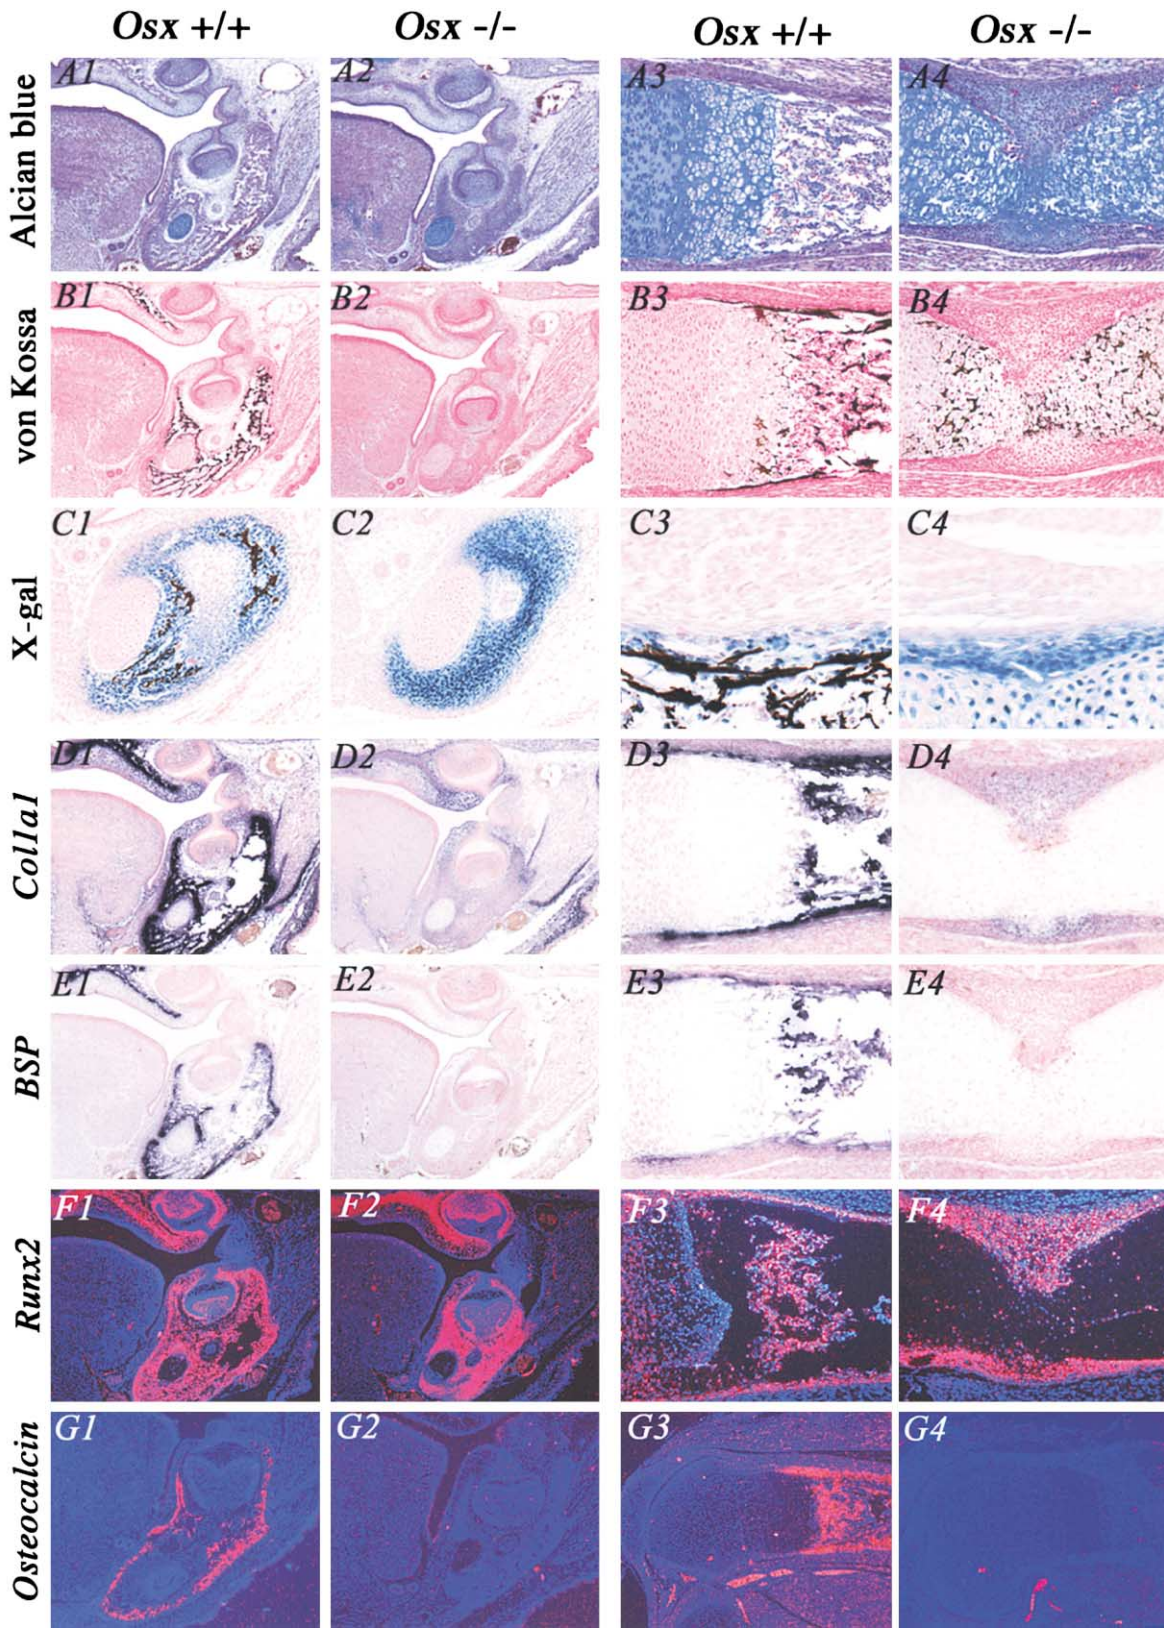 Osx +/+ Osx -/- Osx +/+ Osx -/-
Alcian blue
A1 A2 A3 A4
von Kossa
B1 B2 B3 B4
X-gal
C1 C2 C3 C4
Col1a1
D1 D2 D3 D4
BSP
E1 E2 E3 E4
Runx2
F1 F2 F3 F4
Osteocalcin
G1 G2 G3 G4